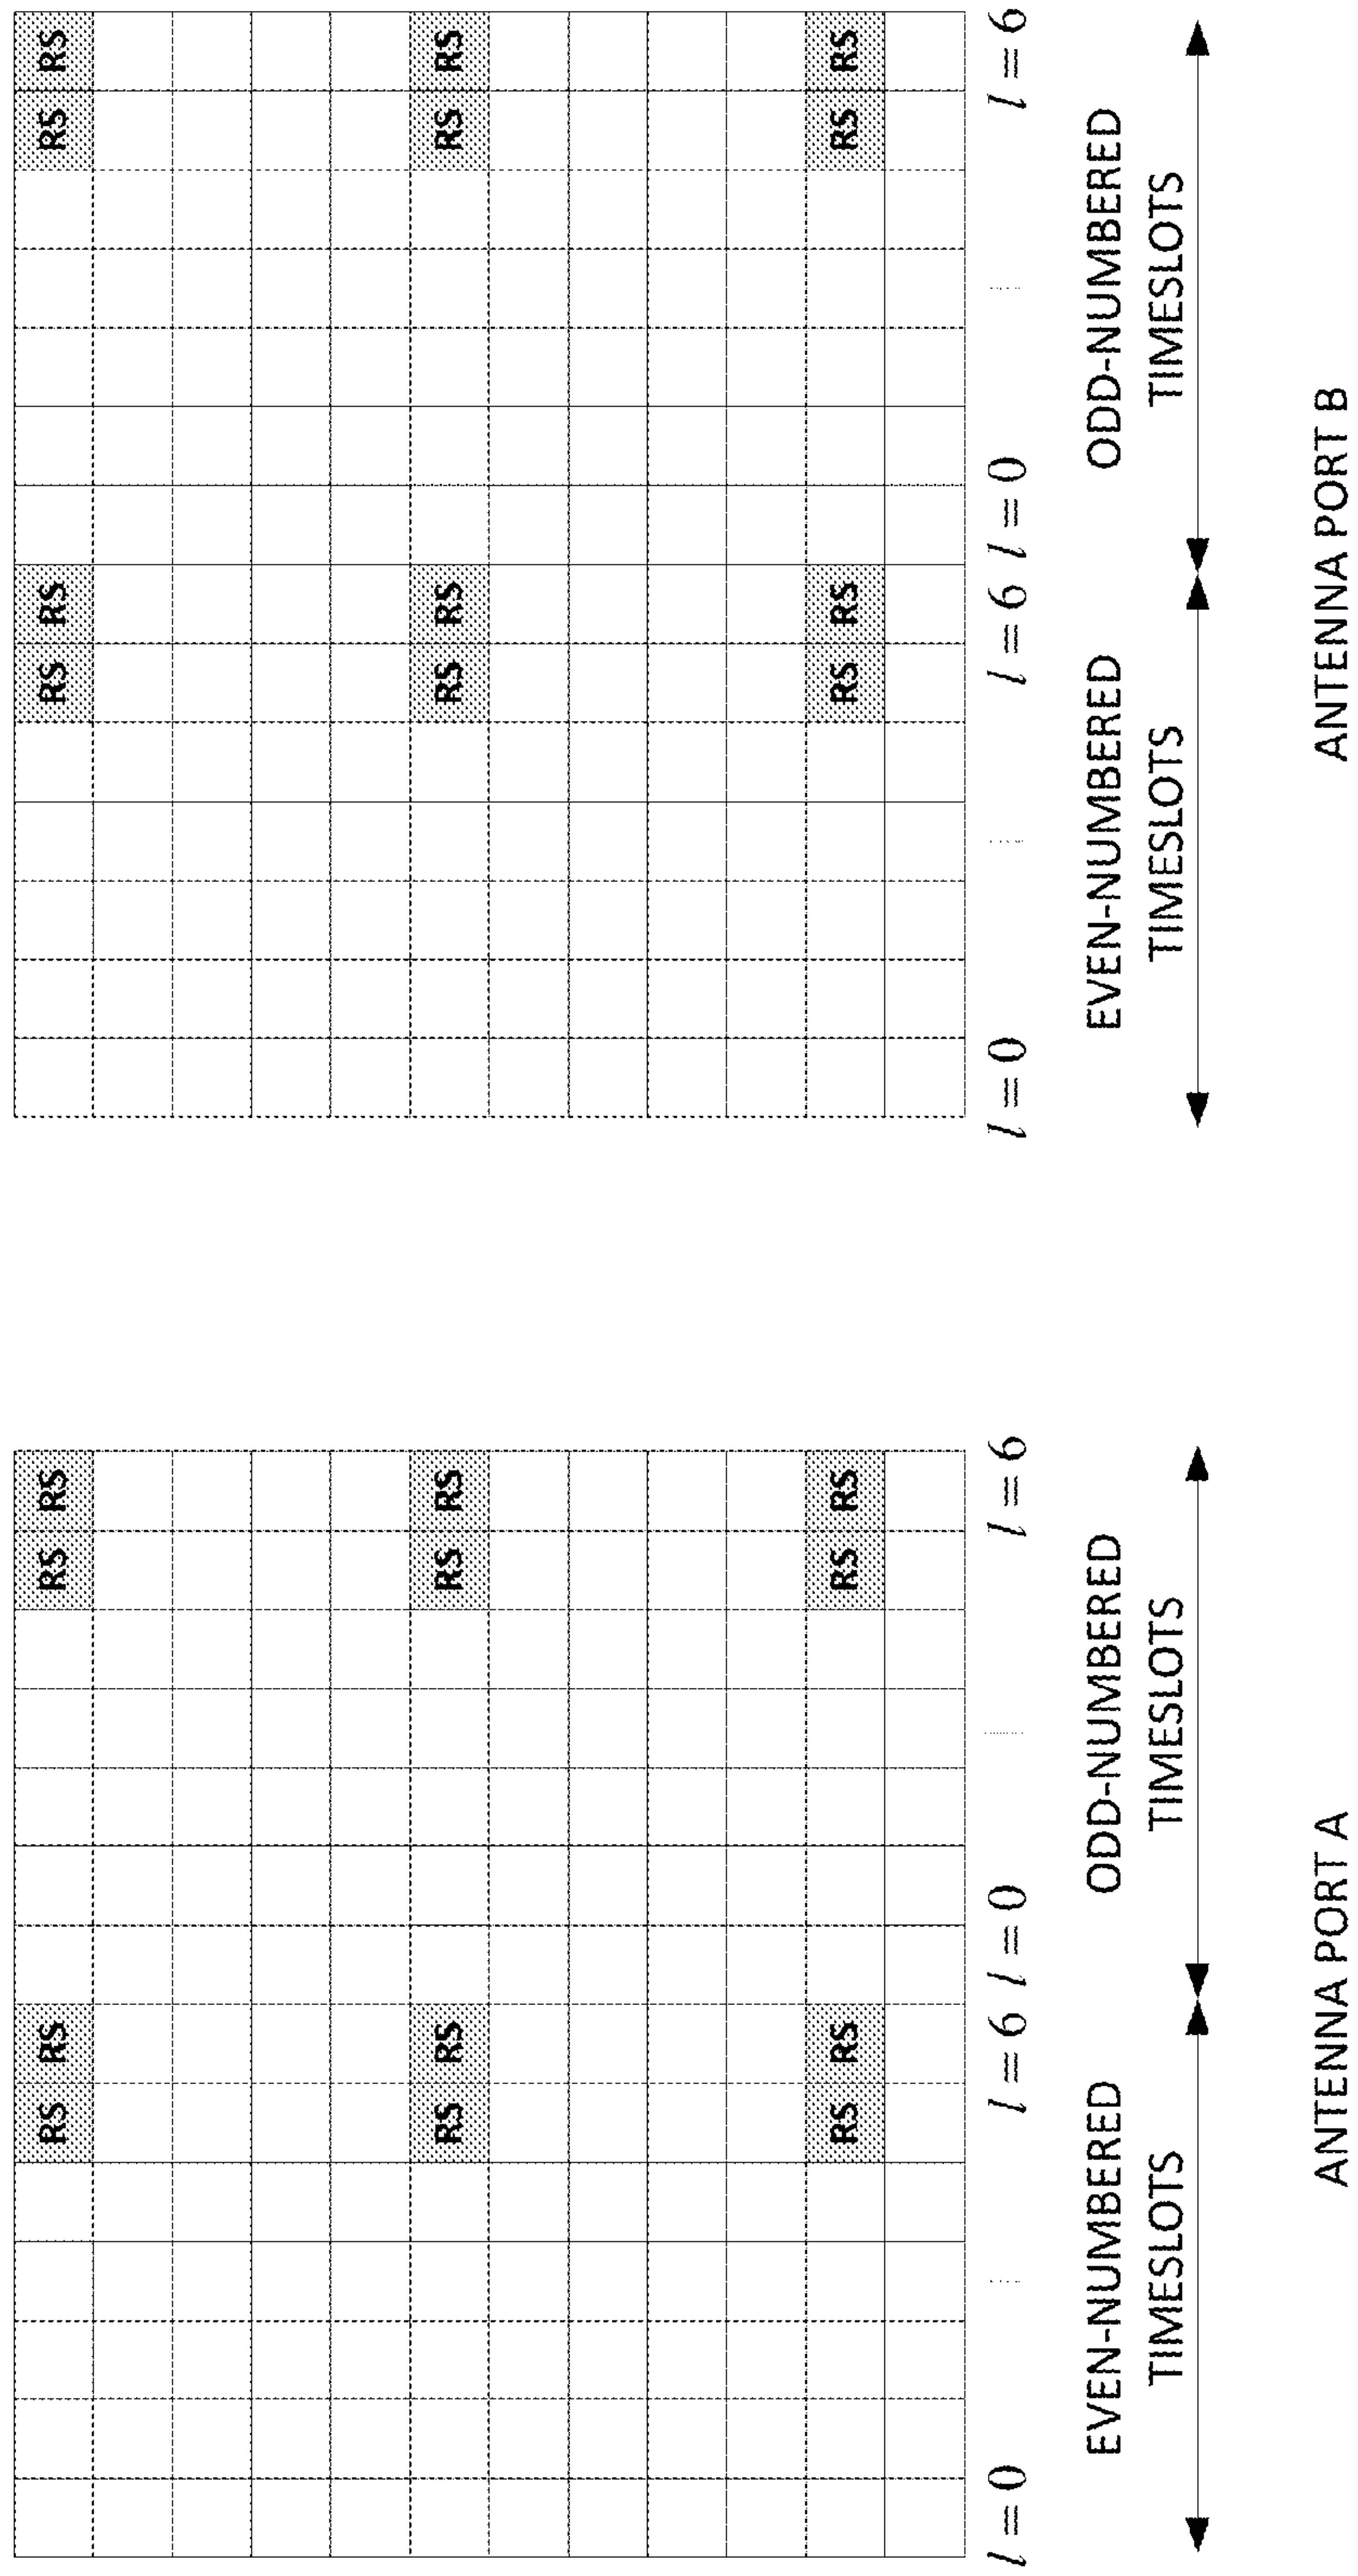 RS RS RS RS RS RS RS RS
RS RS RS RS RS RS RS RS
RS RS RS RS RS RS RS RS
l = 0 l = 6 l = 0 l = 6 l = 0 l = 6 l = 0 l = 6
EVEN-NUMBERED
TIMESLOTS
ODD-NUMBERED
TIMESLOTS
EVEN-NUMBERED
TIMESLOTS
ODD-NUMBERED
TIMESLOTS
ANTENNA PORT A
ANTENNA PORT B